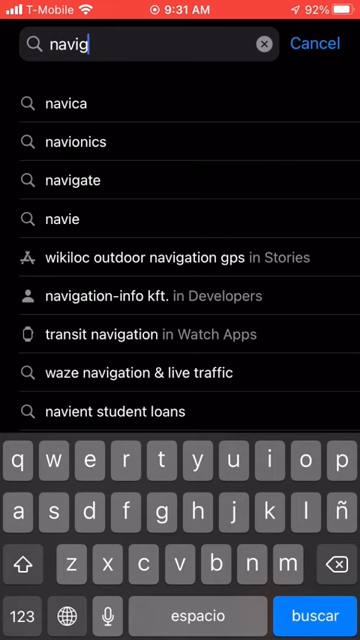 T-Mobile 9:31 AM 92%
navig Cancel
navica
navionics
navigate
navie
wikiloc outdoor navigation gps in Stories
navigation-info kft. in Developers
transit navigation in Watch Apps
waze navigation & live traffic
navient student loans
q w e r t y u i o p
a s d f g h j k l ñ
z x c v b n m
123 espacio buscar